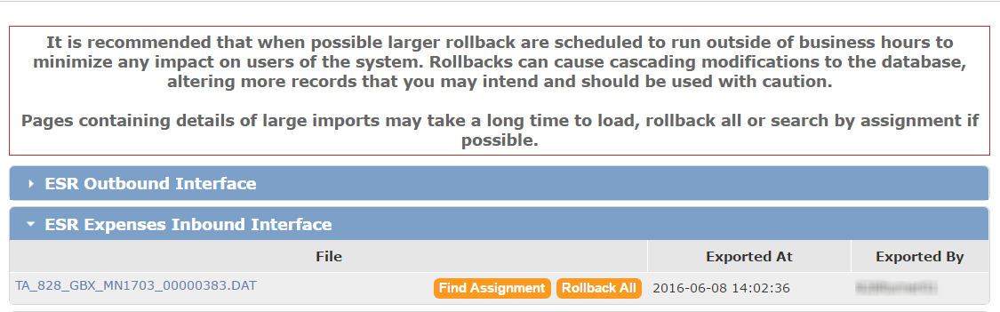 It is recommended that when possible larger rollback are scheduled to run outside of business hours to
minimize any impact on users of the system. Rollbacks can cause cascading modifications to the database,
altering more records that you may intend and should be used with caution.
Pages containing details of large imports may take a long time to load, rollback all or search by assignment if
possible.
ESR Outbound Interface
ESR Expenses Inbound Interface
File Exported At Exported By
TA_828_GBX_MN1703_00000383.DAT Find Assignment Rollback All 2016-06-08 14:02:36